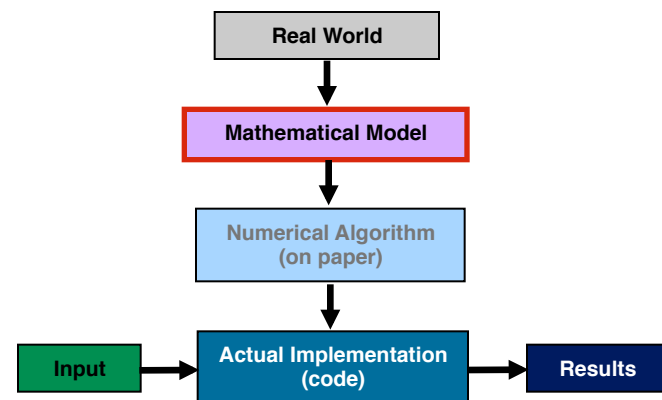 Real World
Mathematical Model
Numerical Algorithm
(on paper)
Actual Implementation
(code)
Input
Results